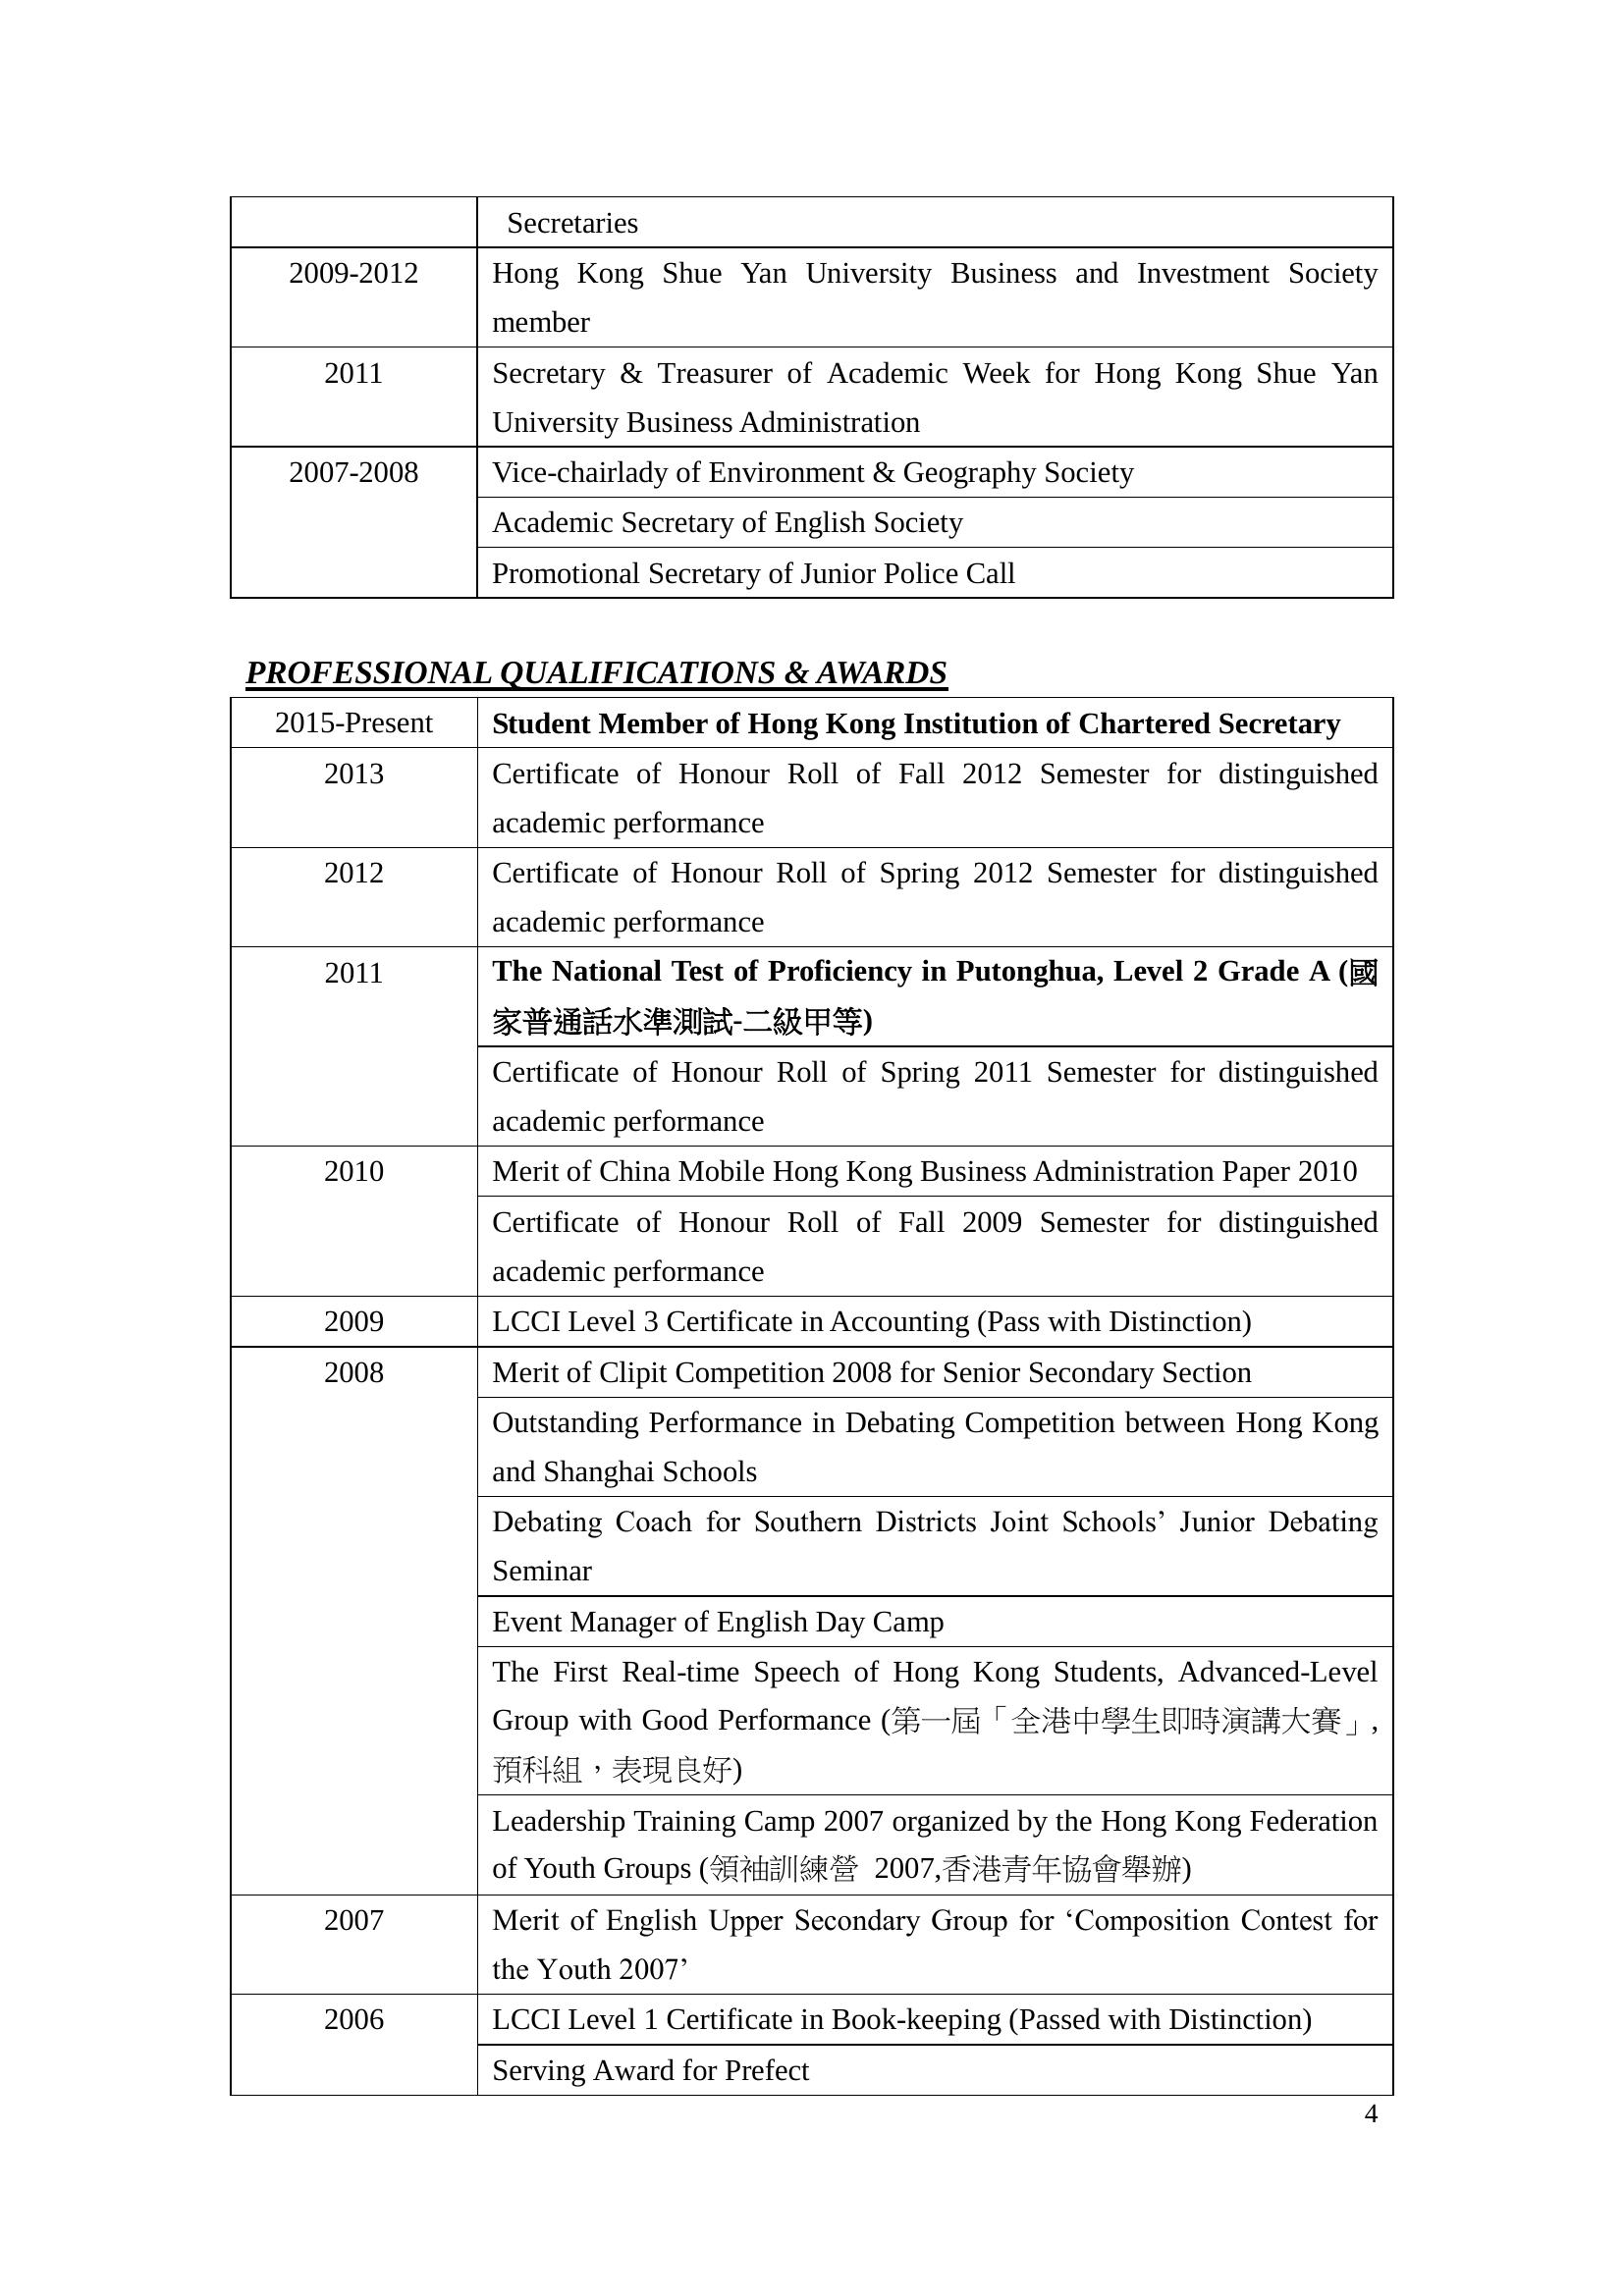 Secretaries
2009-2012
Hong Kong Shue Yan University Business and Investment Society
member
2011
Secretary & Treasurer of Academic Week for Hong Kong Shue Yan
University Business Administration
2007-2008
Vice-chairlady of Environment & Geography Society
Academic Secretary of English Society
Promotional Secretary of Junior Police Call
PROFESSIONAL QUALIFICATIONS & AWARDS
2015-Present
Student Member of Hong Kong Institution of Chartered Secretary
2013
Certificate of Honour Roll of Fall 2012 Semester for distinguished
academic performance
2012
Certificate of Honour Roll of Spring 2012 Semester for distinguished
academic performance
2011
The National Test of Proficiency in Putonghua, Level 2 Grade A (國
家普通話水準測試-二級甲等)
Certificate of Honour Roll of Spring 2011 Semester for distinguished
academic performance
2010
Merit of China Mobile Hong Kong Business Administration Paper 2010
Certificate of Honour Roll of Fall 2009 Semester for distinguished
academic performance
2009
LCCI Level 3 Certificate in Accounting (Pass with Distinction)
2008
Merit of Clipit Competition 2008 for Senior Secondary Section
Outstanding Performance in Debating Competition between Hong Kong
and Shanghai Schools
Debating Coach for Southern Districts Joint Schools’ Junior Debating
Seminar
Event Manager of English Day Camp
The First Real-time Speech of Hong Kong Students, Advanced-Level
Group with Good Performance (第一屆「全港中學生即時演講大賽」,
預科組，表現良好)
Leadership Training Camp 2007 organized by the Hong Kong Federation
of Youth Groups (領袖訓練營 2007,香港青年協會舉辦)
2007
Merit of English Upper Secondary Group for ‘Composition Contest for
the Youth 2007’
2006
LCCI Level 1 Certificate in Book-keeping (Passed with Distinction)
Serving Award for Prefect
4